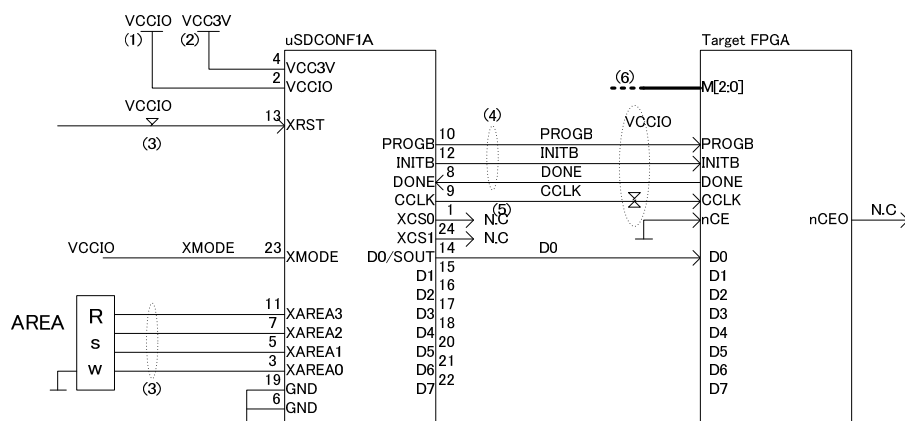 VCCIO VCC3V
(1) (2)
uSDCONF1A
Target FPGA
4 VCC3V
2 VCCIO
(6)
M[2:0]
VCCIO
13 XRST
(3)
(4)
VCCIO
PROGB 10 PROGB PROGB
INITB 12 INITB INITB
DONE 8 DONE DONE
CCLK 9 CCLK CCLK
XCS0 1 N.C (5)
nCE
nCEO N.C
XCS1 24 N.C
VCCIO XMODE 23 XMODE
D0/SOUT 14 D0 D0
D1 15 D1
D2 16 D2
D3 17 D3
D4 18 D4
D5 20 D5
D6 21 D6
D7 22 D7
AREA
R
s
w
11 XAREA3
7 XAREA2
5 XAREA1
3 XAREA0
(3)
19 GND
6 GND